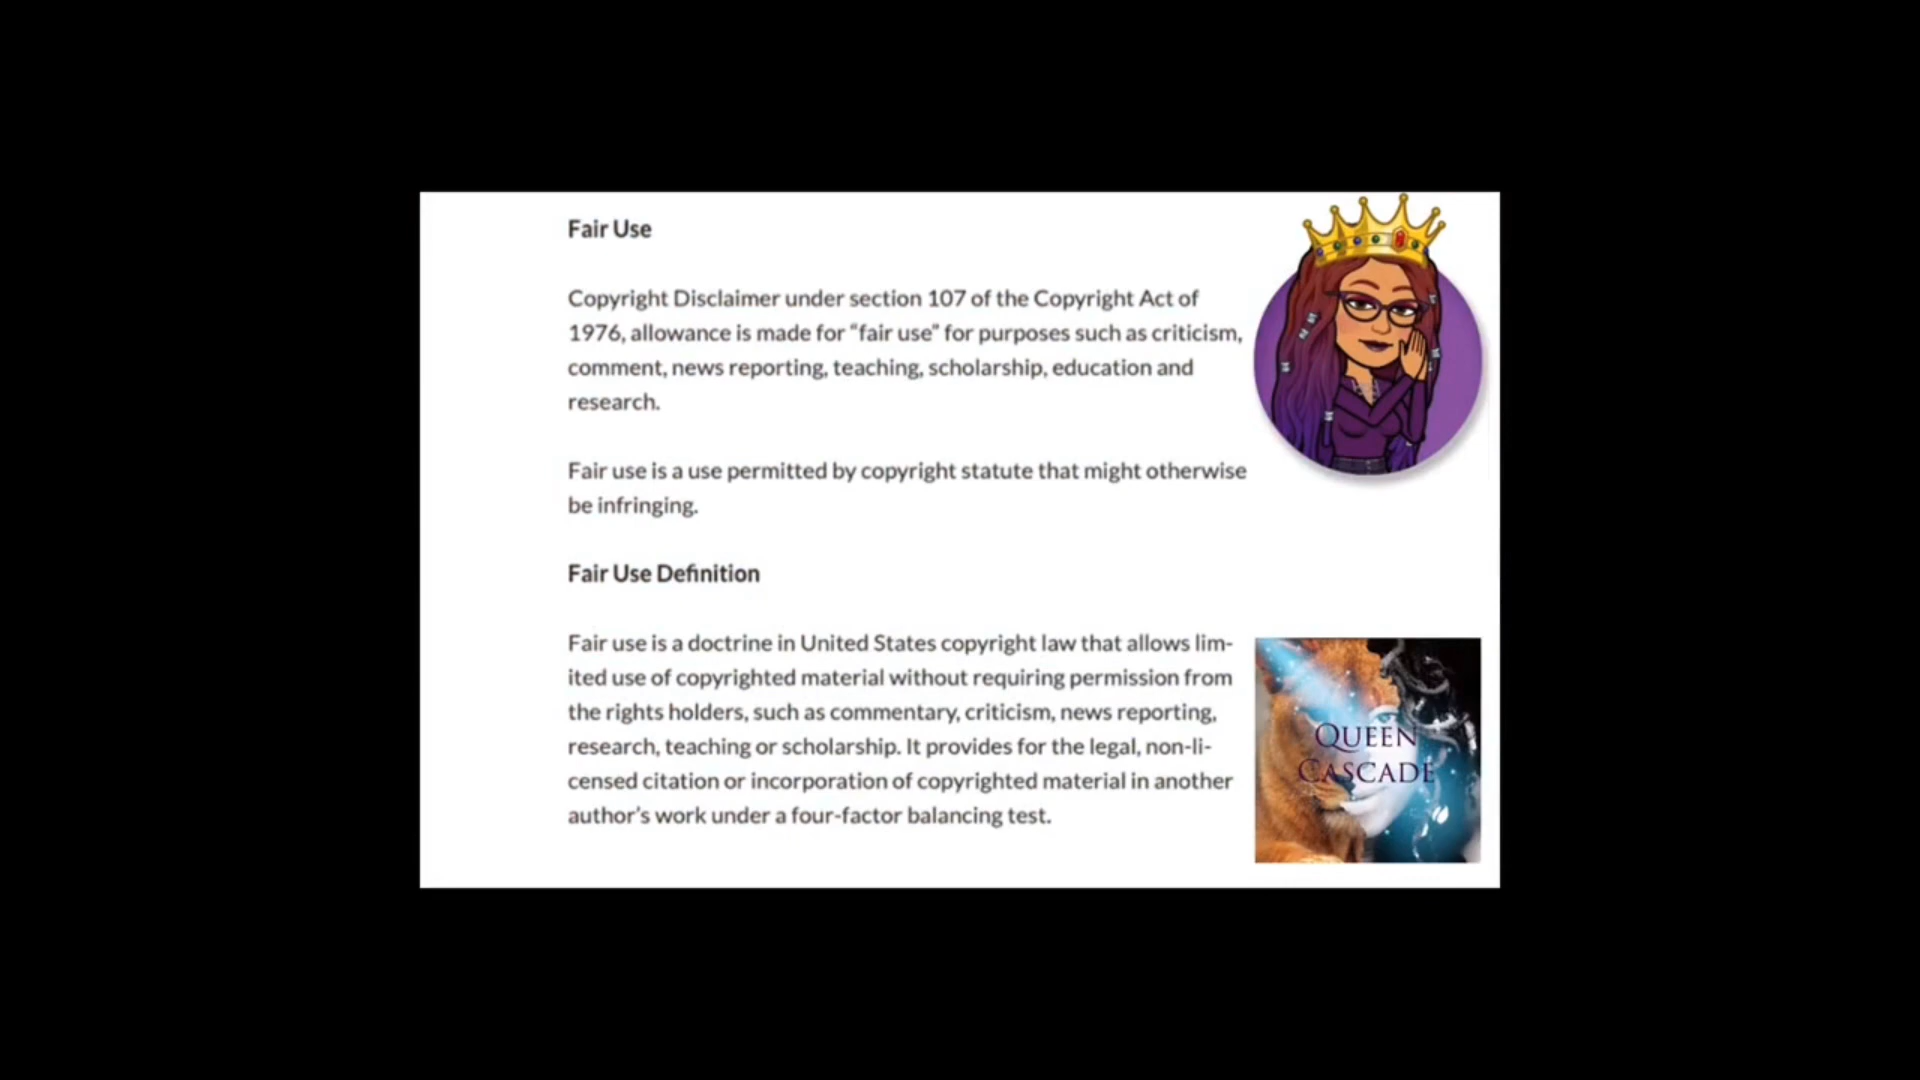 Fair Use
Copyright Disclaimer under section 107 of the Copyright Act of
1976, allowance is made for “fair use” for purposes such as criticism,
comment, news reporting, teaching, scholarship, education and
research.
Fair use is a use permitted by copyright statute that might otherwise
be infringing.
Fair Use Definition
Fair use is a doctrine in United States copyright law that allows lim-
ited use of copyrighted material without requiring permission from
the rights holders, such as commentary, criticism, news reporting,
research, teaching or scholarship. It provides for the legal, non-li-
censed citation or incorporation of copyrighted material in another
author’s work under a four-factor balancing test.
QUEEN
CASCADE